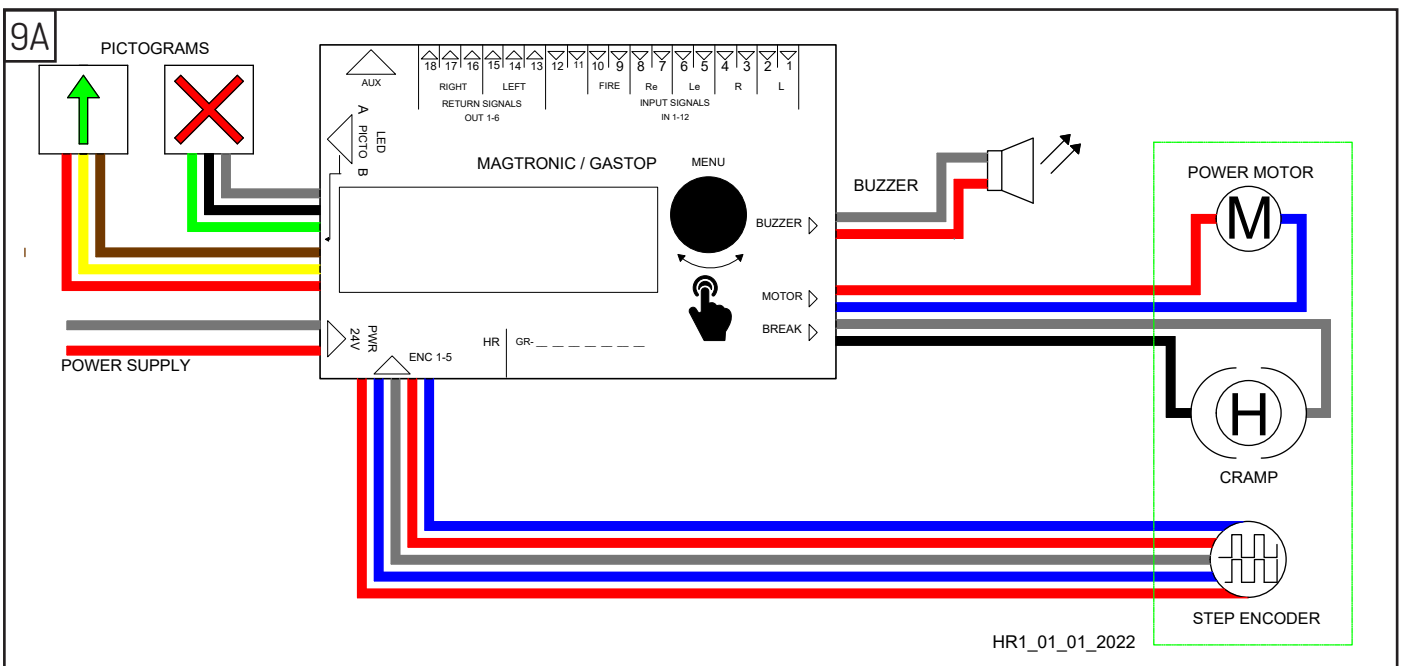 9A
PICTOGRAMS
AUX
18 17 16 15 14 13 12 11 10 9 8 7 6 5 4 3 2 1
RIGHT LEFT FIRE Re Le R L
RETURN SIGNALS
OUT 1-6
INPUT SIGNALS
IN 1-12
A PICTO B
LED
MAGTRONIC / GASTOP
MENU
BUZZER
BUZZER
POWER MOTOR
M
MOTOR
BREAK
PWR
24V
HR
GR- _ _ _ _ _ _ _
ENC 1-5
POWER SUPPLY
H
CRAMP
STEP ENCODER
HR1_01_01_2022